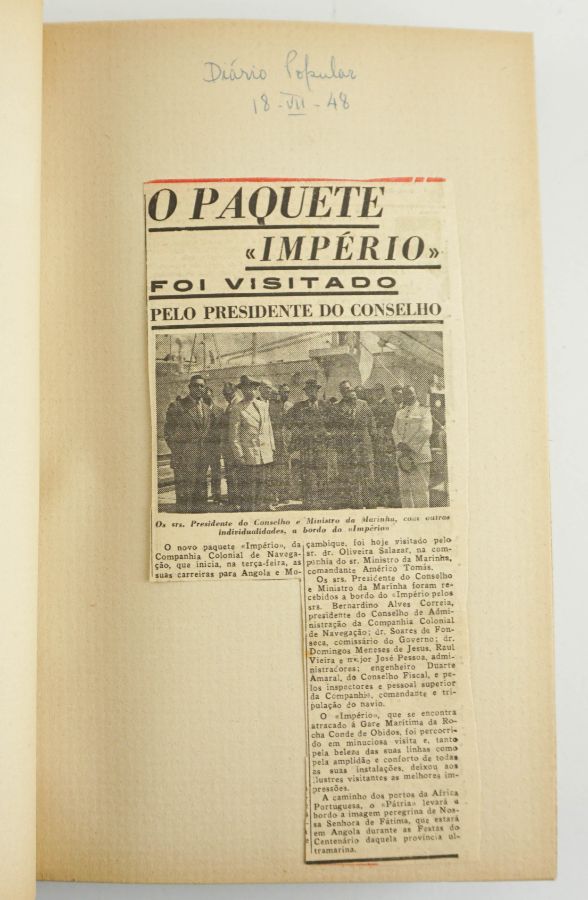 Diário Popular
18-VII-48
O PAQUETE
«IMPÉRIO»
FOI VISITADO
PELO PRESIDENTE DO CONSELHO
Os srs. Presidente do Conselho e Ministro da Marinha, com outras
individualidades, a bordo do «Império»
O novo paquete «Império», da
Companhia Colonial de Navega-
ção, que inicia, na terça-feira, as
suas carreiras para Angola e Mo-
çambique, foi hoje visitado pelo
sr. dr. Oliveira Salazar, na com-
panhia do sr. Ministro da Marinha,
comandante Américo Tomás.
Os srs. Presidente do Conselho
e Ministro da Marinha foram re-
cebidos a bordo do «Império pelos
srs. Bernardino Alves Correia,
presidente do Conselho de Admi-
nistração da Companhia Colonial
de Navegação; dr. Soares da Fon-
seca, comissário do Governo; dr.
Domingos Meneses de Jesus, Raul
Vieira e major José Pessoa, admi-
nistradores; engenheiro Duarte
Amaral, do Conselho Fiscal, e pe-
los inspectores e pessoal superior
da Companhia, comandante e tri-
pulação do navio.
O «Império», que se encontra
atracado à Gare Marítima da Ro-
cha Conde de Obidos, foi percorri-
do em minuciosa visita e, tanto
pela beleza das suas linhas como
pela amplidão e conforto de todas
as suas instalações, deixou aos
ilustres visitantes as melhores im-
pressões.
A caminho dos portos da Africa
Portuguesa, o «Pátria» levará a
bordo a imagem peregrina de Nos-
sa Senhora de Fátima, que estará
em Angola durante as Festas do
Centenário daquela província ul-
tramarina.